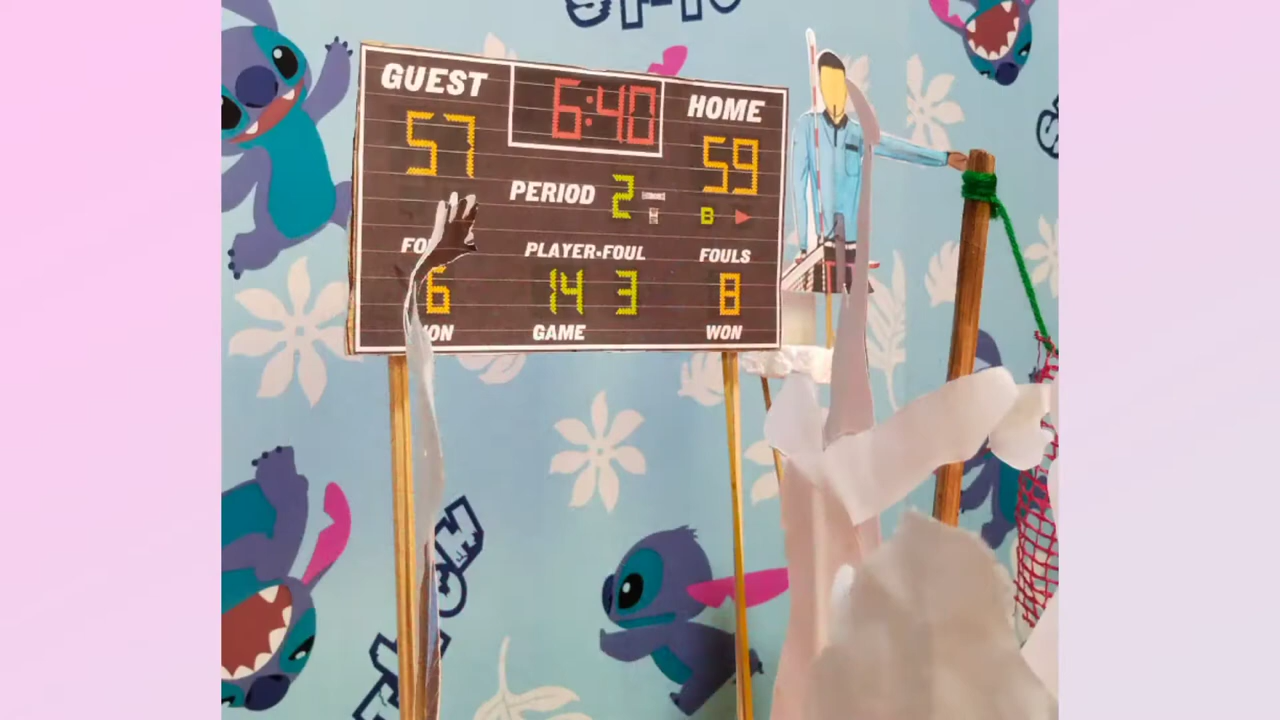 GUEST
6:40
HOME
57
59
PERIOD 2
B
PLAYER•FOUL
FOULS
6
14 3
8
GAME
WON